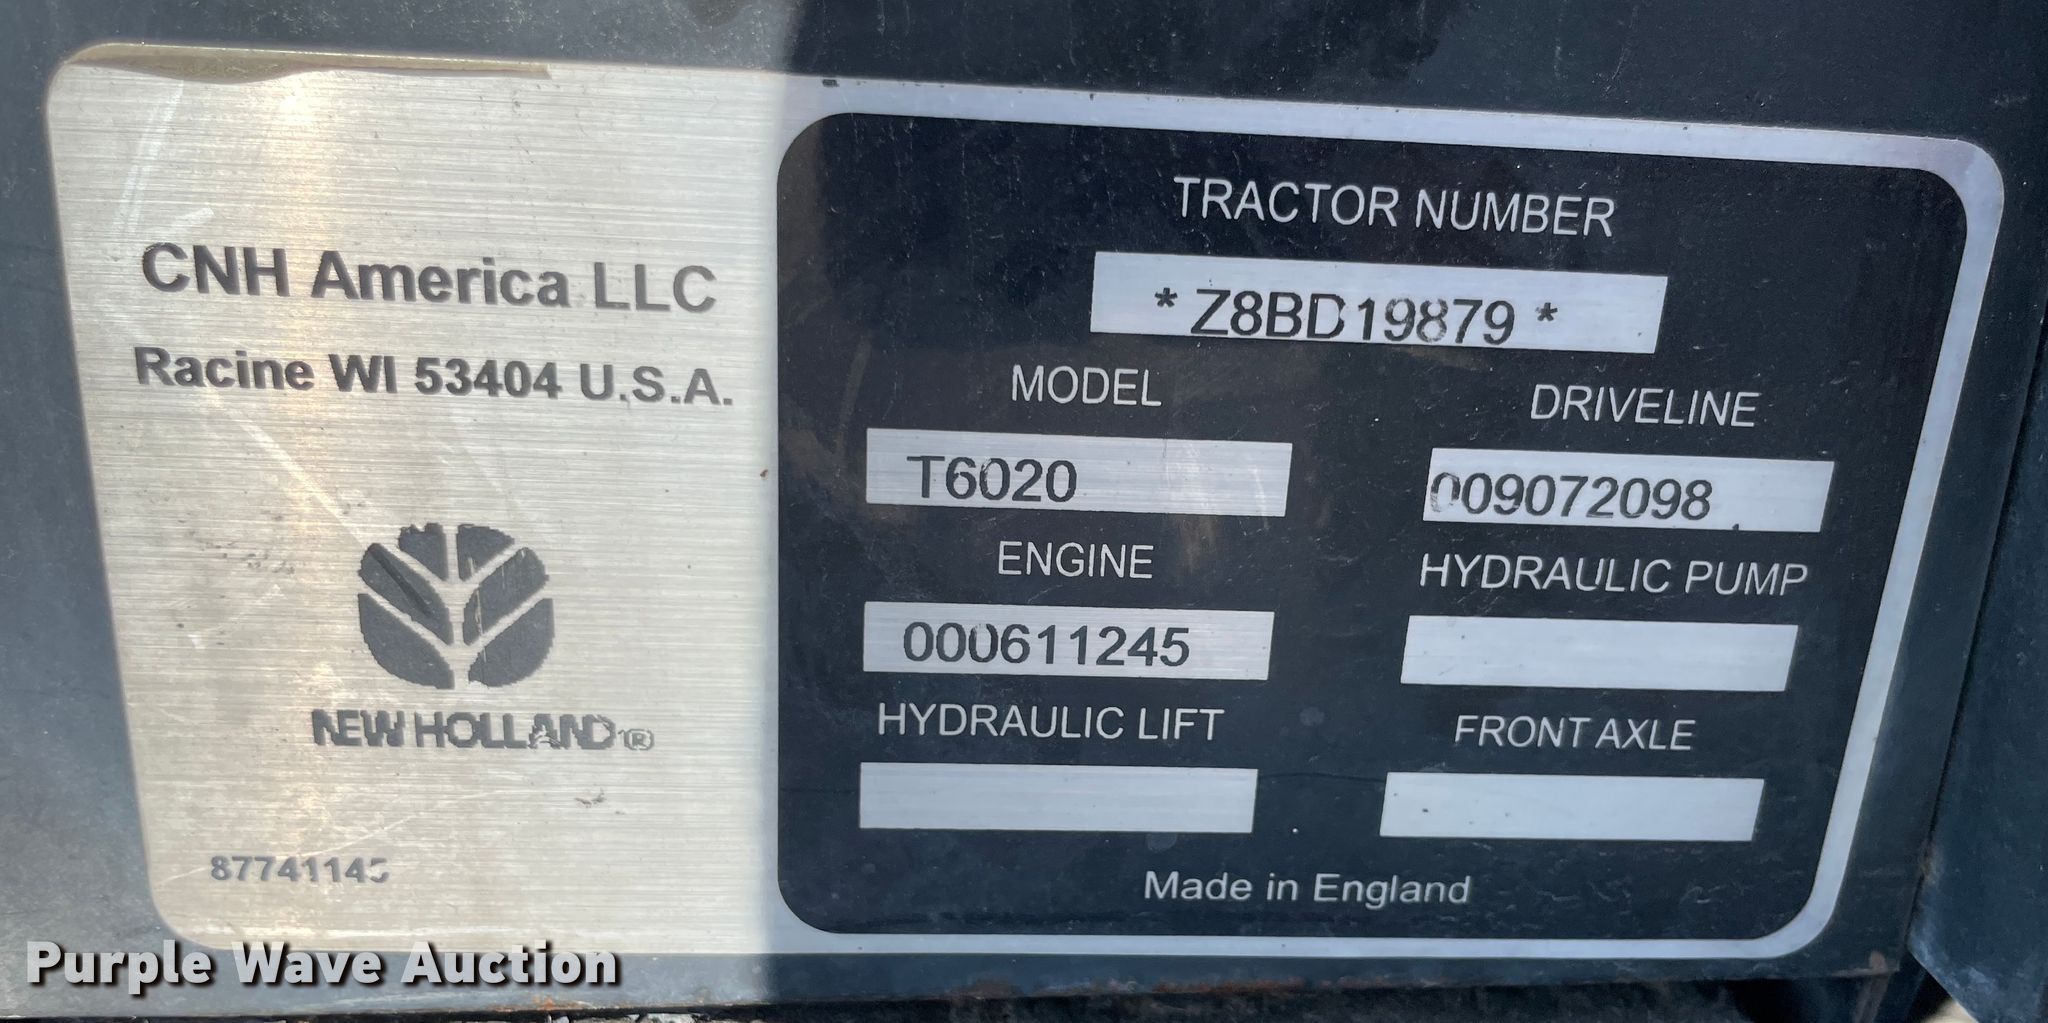 CNH America LLC
Racine WI 53404 U.S.A.
NEW HOLLAND®
TRACTOR NUMBER
* Z8BD19879 *
MODEL
DRIVELINE
T6020
009072098
ENGINE
HYDRAULIC PUMP
000611245
HYDRAULIC LIFT
FRONT AXLE
Made in England
Purple Wave Auction